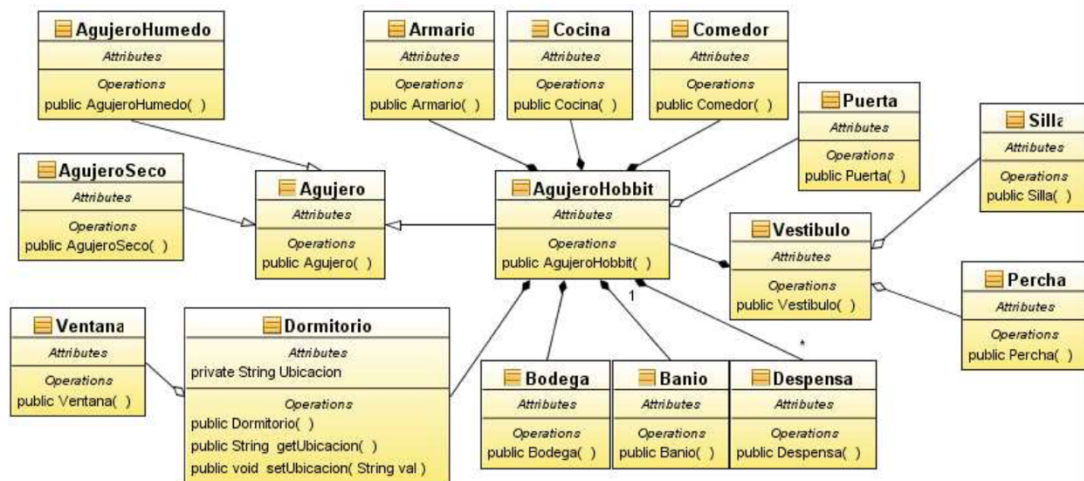 AgujeroHumedo
Attributes
Operations
public AgujeroHumedo( )
Armario
Attributes
Operations
public Armario( )
Cocina
Attributes
Operations
public Cocina( )
Comedor
Attributes
Operations
public Comedor( )
Puerta
Attributes
Operations
public Puerta( )
Silla
Attributes
Operations
public Silla( )
AgujeroSeco
Attributes
Operations
public AgujeroSeco( )
Agujero
Attributes
Operations
public Agujero( )
AgujeroHobbit
Attributes
Operations
public AgujeroHobbit( )
Vestibulo
Attributes
Operations
public Vestibulo( )
Percha
Attributes
Operations
public Percha( )
1
*
Ventana
Attributes
Operations
public Ventana( )
Dormitorio
Attributes
private String Ubicacion
Operations
public Dormitorio( )
public String getUbicacion( )
public void setUbicacion( String val )
Bodega
Attributes
Operations
public Bodega( )
Banio
Attributes
Operations
public Banio( )
Despensa
Attributes
Operations
public Despensa( )